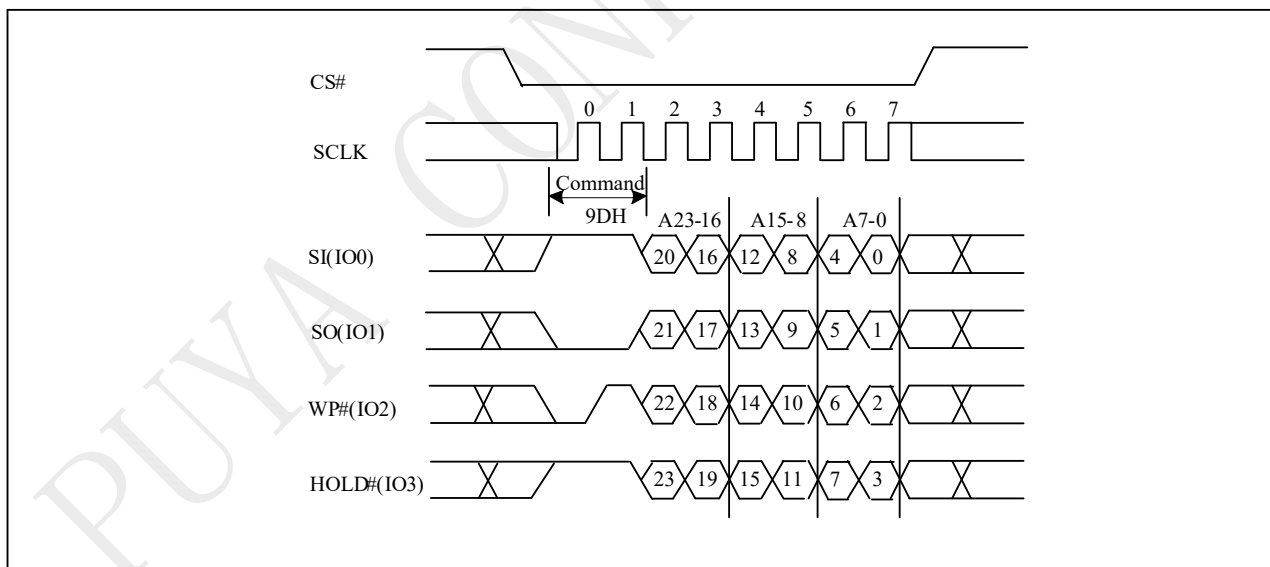 PUYA CONF
CS#
0 1 2 3 4 5 6 7
SCLK
Command
9DH
A23-16 A15-8 A7-0
SI(IO0)
20 16 12 8 4 0
SO(IO1)
21 17 13 9 5 1
WP#(IO2)
22 18 14 10 6 2
HOLD#(IO3)
23 19 15 11 7 3